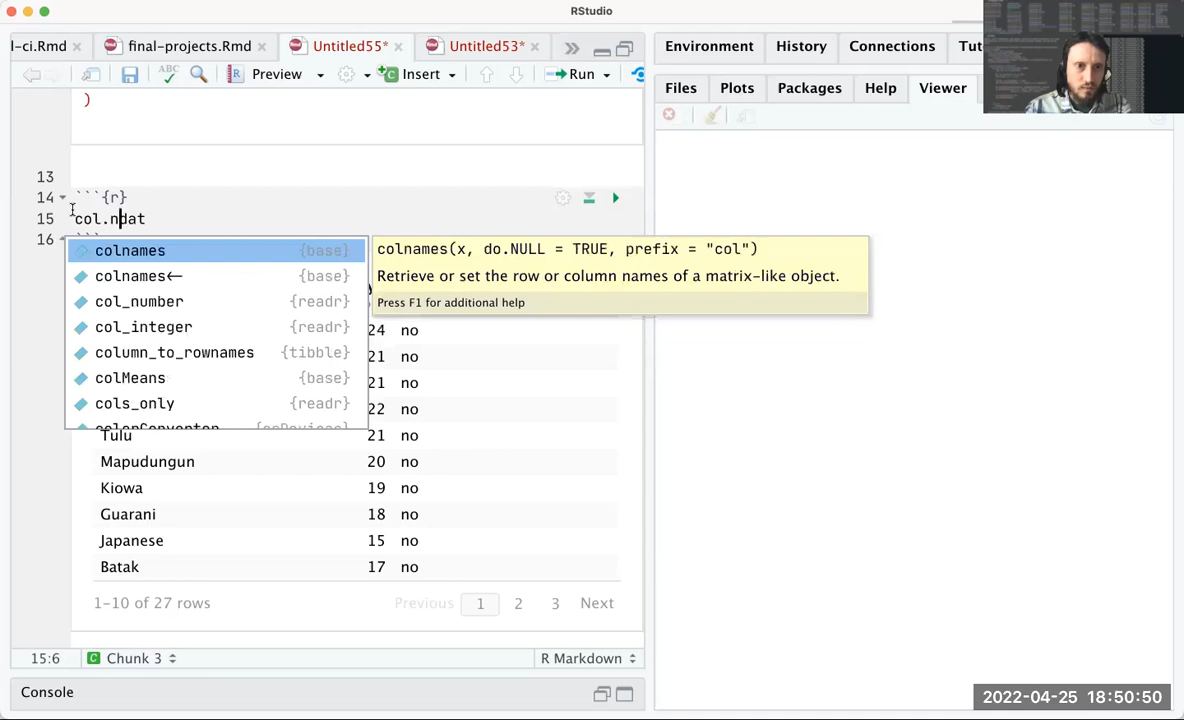 RStudio
l-ci.Rmd final-projects.Rmd Untitled55* Untitled53* Environment History Connections Tut
Preview Insert Run
Files Plots Packages Help Viewer
)
13
14 ```{r}
15 col.ndat
16
colnames {base}
colnames← {base}
col_number {readr}
col_integer {readr}
column_to_rownames {tibble}
colMeans {base}
cols_only {readr}
colnames(x, do.NULL = TRUE, prefix = "col")
Retrieve or set the row or column names of a matrix-like object.
Press F1 for additional help
24 no
21 no
21 no
22 no
Tulu 21 no
Mapudungun 20 no
Kiowa 19 no
Guarani 18 no
Japanese 15 no
Batak 17 no
1-10 of 27 rows Previous 1 2 3 Next
15:6 Chunk 3 R Markdown
Console
2022-04-25 18:50:50